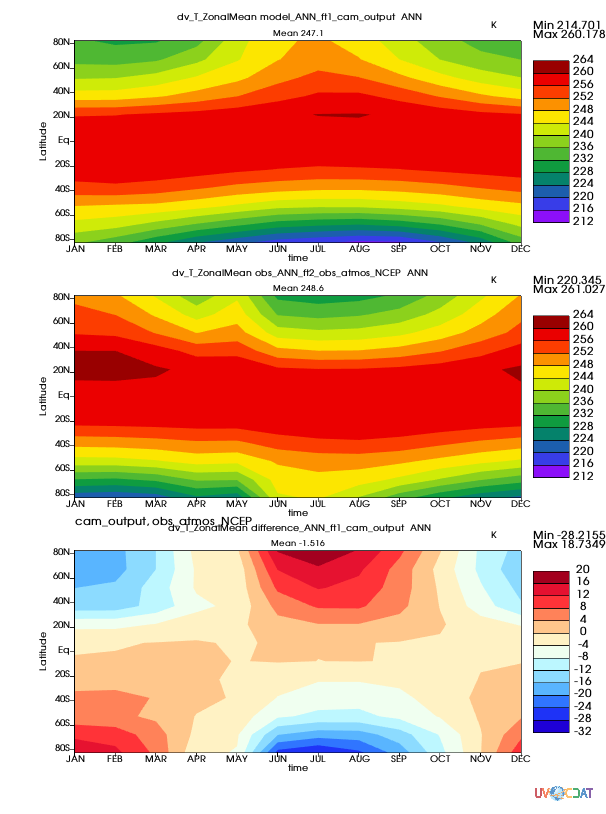 dv_T_ZonalMean model_ANN_ft1_cam_output ANN
Mean 247.1
K
Min 214.701
Max 260.178
80N
60N
40N
20N
Eq
20S
40S
60S
80S
Latitude
JAN FEB MAR APR MAY JUN JUL AUG SEP OCT NOV DEC
time
264
260
256
252
248
244
240
236
232
228
224
220
216
212
dv_T_ZonalMean obs_ANN_ft2_obs_atmos_NCEP ANN
Mean 248.6
K
Min 220.345
Max 261.027
80N
60N
40N
20N
Eq
20S
40S
60S
80S
Latitude
JAN FEB MAR APR MAY JUN JUL AUG SEP OCT NOV DEC
time
264
260
256
252
248
244
240
236
232
228
224
220
216
212
cam_output, obs_atmos_NCEP
dv_T_ZonalMean difference_ANN_ft1_cam_output ANN
Mean -1.516
K
Min -28.2155
Max 18.7349
80N
60N
40N
20N
Eq
20S
40S
60S
80S
Latitude
JAN FEB MAR APR MAY JUN JUL AUG SEP OCT NOV DEC
time
20
16
12
8
4
0
-4
-8
-12
-16
-20
-24
-28
-32
UV CDAT